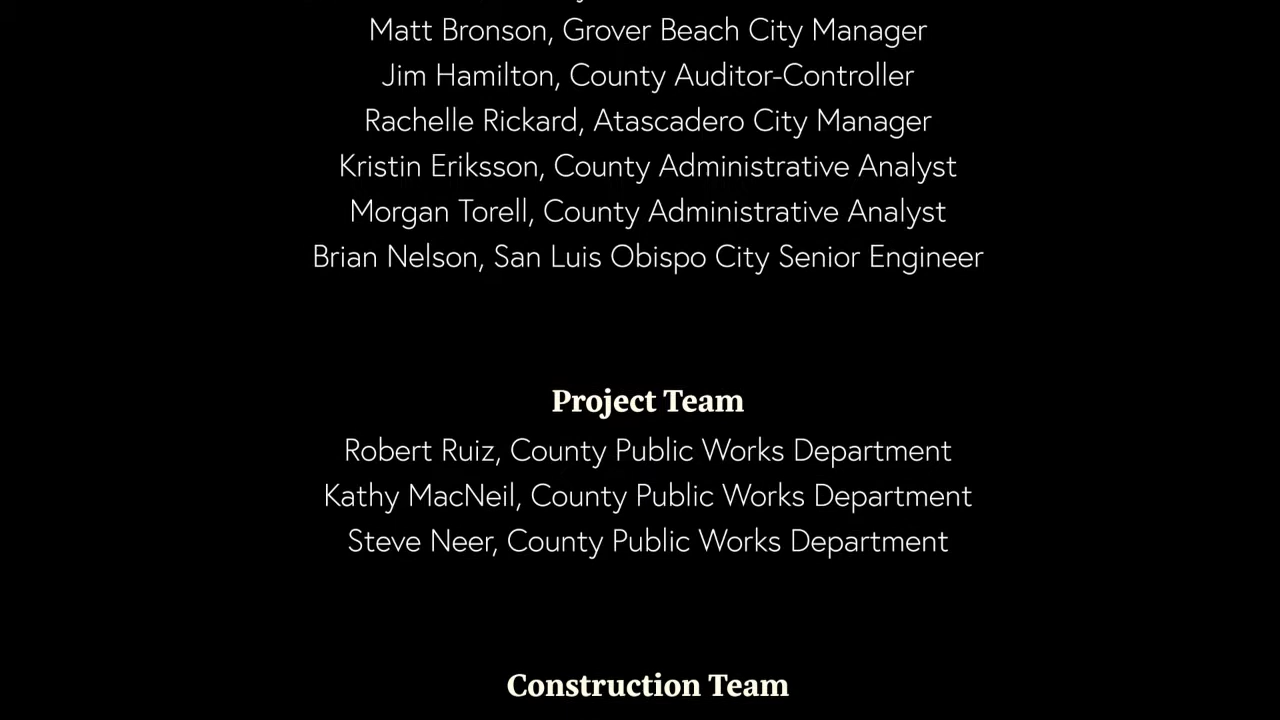 Matt Bronson, Grover Beach City Manager
Jim Hamilton, County Auditor-Controller
Rachelle Rickard, Atascadero City Manager
Kristin Eriksson, County Administrative Analyst
Morgan Torell, County Administrative Analyst
Brian Nelson, San Luis Obispo City Senior Engineer
Project Team
Robert Ruiz, County Public Works Department
Kathy MacNeil, County Public Works Department
Steve Neer, County Public Works Department
Construction Team